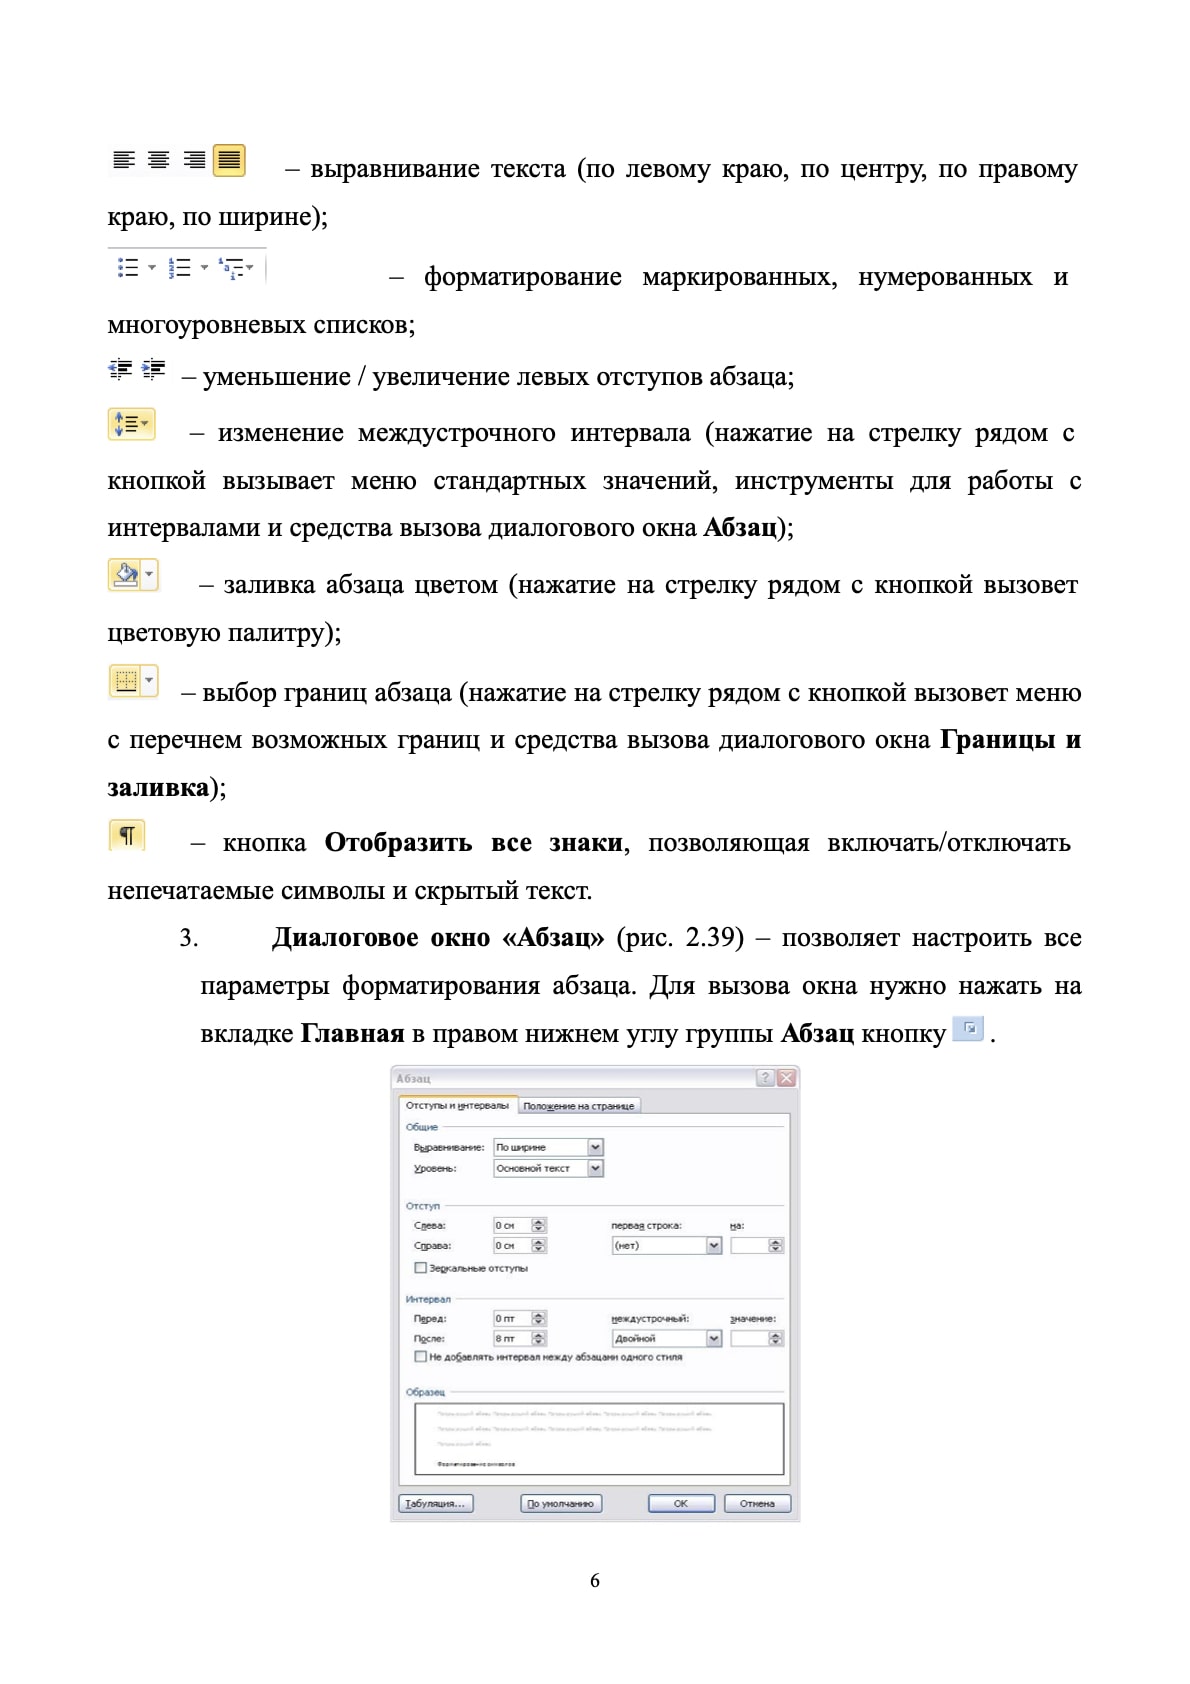 – выравнивание текста (по левому краю, по центру, по правому
краю, по ширине);
– форматирование маркированных, нумерованных и
многоуровневых списков;
– уменьшение / увеличение левых отступов абзаца;
– изменение междустрочного интервала (нажатие на стрелку рядом с
кнопкой вызывает меню стандартных значений, инструменты для работы с
интервалами и средства вызова диалогового окна Абзац);
– заливка абзаца цветом (нажатие на стрелку рядом с кнопкой вызовет
цветовую палитру);
– выбор границ абзаца (нажатие на стрелку рядом с кнопкой вызовет меню
с перечнем возможных границ и средства вызова диалогового окна Границы и
заливка);
¶ – кнопка Отобразить все знаки, позволяющая включать/отключать
непечатаемые символы и скрытый текст.
3. Диалоговое окно «Абзац» (рис. 2.39) – позволяет настроить все
параметры форматирования абзаца. Для вызова окна нужно нажать на
вкладке Главная в правом нижнем углу группы Абзац кнопку .
Абзац
Отступы и интервалы Положение на странице
Общие
Выравнивание: По ширине
Уровень: Основной текст
Отступ
Слева: 0 см первая строка: на:
Справа: 0 см (нет)
Зеркальные отступы
Интервал
Перед: 0 пт междустрочный: значение:
После: 8 пт Двойной
Не добавлять интервал между абзацами одного стиля
Образец
Табуляция... По умолчанию ОК Отмена
6